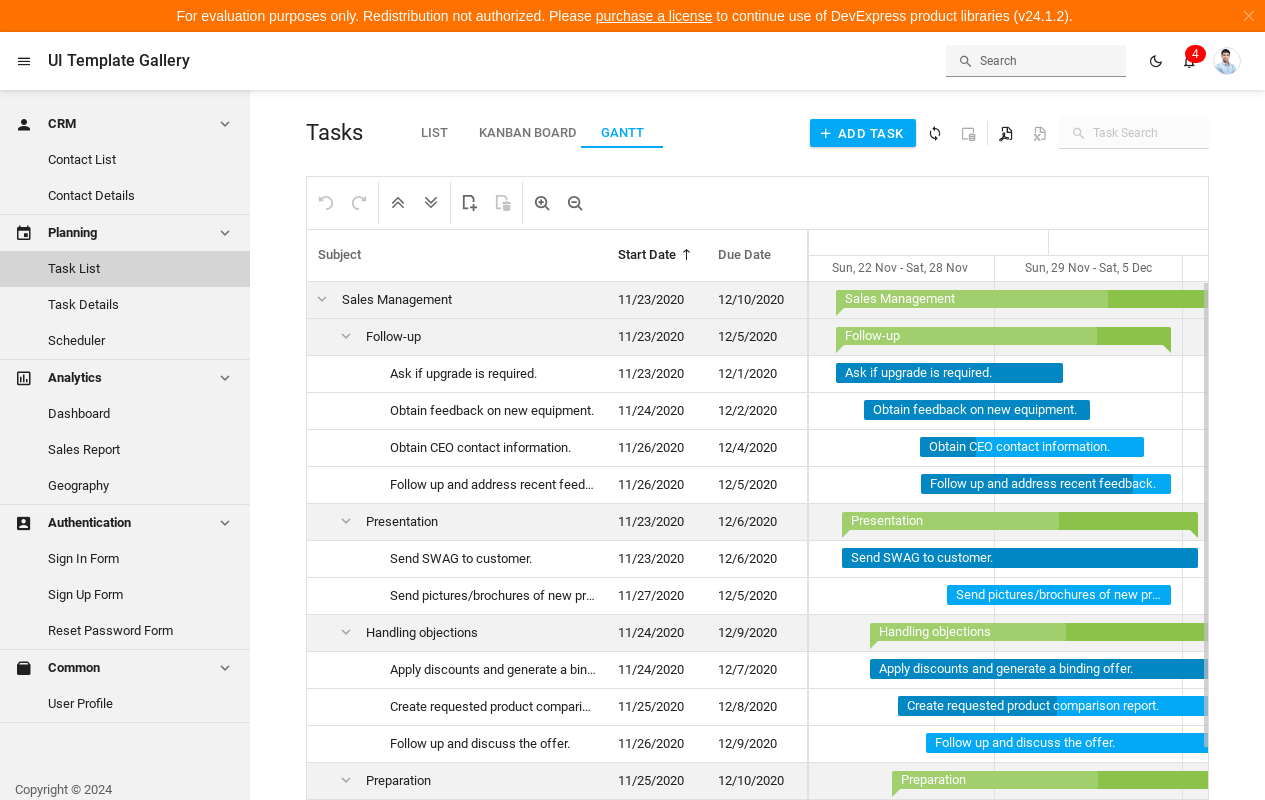 For evaluation purposes only. Redistribution not authorized. Please purchase a license to continue use of DevExpress product libraries (v24.1.2).
UI Template Gallery
Search
4
CRM
Contact List
Contact Details
Planning
Task List
Task Details
Scheduler
Analytics
Dashboard
Sales Report
Geography
Authentication
Sign In Form
Sign Up Form
Reset Password Form
Common
User Profile
Copyright © 2024
Tasks
LIST
KANBAN BOARD
GANTT
ADD TASK
Task Search
Subject
Start Date
Due Date
Sun, 22 Nov - Sat, 28 Nov
Sun, 29 Nov - Sat, 5 Dec
Sales Management 11/23/2020 12/10/2020 Sales Management
Follow-up 11/23/2020 12/5/2020 Follow-up
Ask if upgrade is required. 11/23/2020 12/1/2020 Ask if upgrade is required.
Obtain feedback on new equipment. 11/24/2020 12/2/2020 Obtain feedback on new equipment.
Obtain CEO contact information. 11/26/2020 12/4/2020 Obtain CEO contact information.
Follow up and address recent feed... 11/26/2020 12/5/2020 Follow up and address recent feedback.
Presentation 11/23/2020 12/6/2020 Presentation
Send SWAG to customer. 11/23/2020 12/6/2020 Send SWAG to customer.
Send pictures/brochures of new pr... 11/27/2020 12/5/2020 Send pictures/brochures of new pr...
Handling objections 11/24/2020 12/9/2020 Handling objections
Apply discounts and generate a bin... 11/24/2020 12/7/2020 Apply discounts and generate a binding offer.
Create requested product compari... 11/25/2020 12/8/2020 Create requested product comparison report.
Follow up and discuss the offer. 11/26/2020 12/9/2020 Follow up and discuss the offer.
Preparation 11/25/2020 12/10/2020 Preparation